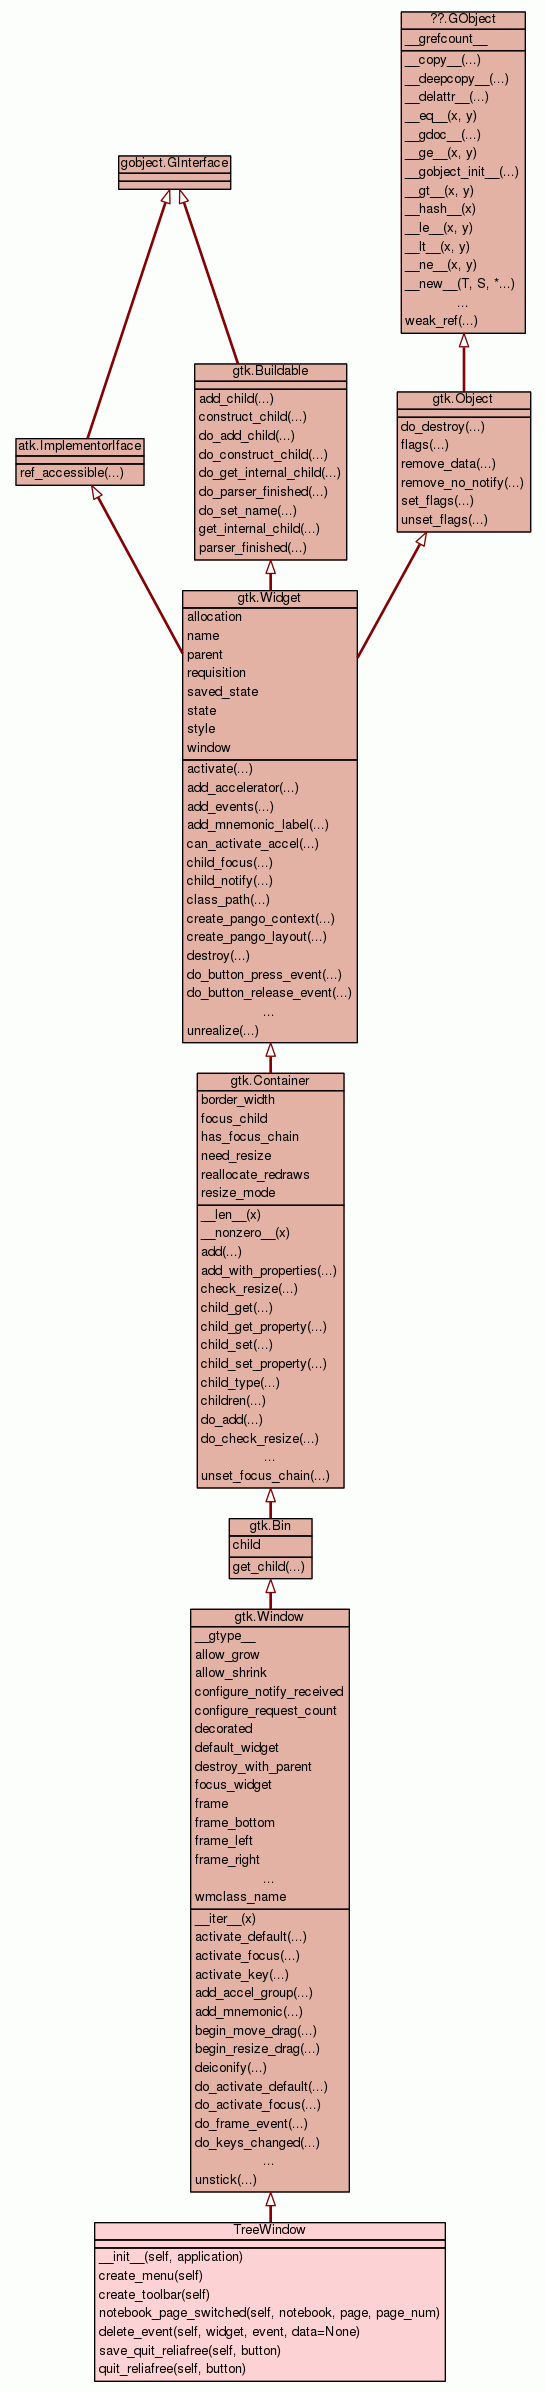 ??.GObject
__grefcount__
__copy__(...)
__deepcopy__(...)
__delattr__(...)
__eq__(x, y)
__gdoc__(...)
__ge__(x, y)
__gobject_init__(...)
__gt__(x, y)
__hash__(x)
__le__(x, y)
__lt__(x, y)
__ne__(x, y)
__new__(T, S, *...)
...
weak_ref(...)
gobject.GInterface
gtk.Buildable
add_child(...)
construct_child(...)
do_add_child(...)
do_construct_child(...)
do_get_internal_child(...)
do_parser_finished(...)
do_set_name(...)
get_internal_child(...)
parser_finished(...)
gtk.Object
do_destroy(...)
flags(...)
remove_data(...)
remove_no_notify(...)
set_flags(...)
unset_flags(...)
atk.ImplementorIface
ref_accessible(...)
gtk.Widget
allocation
name
parent
requisition
saved_state
state
style
window
activate(...)
add_accelerator(...)
add_events(...)
add_mnemonic_label(...)
can_activate_accel(...)
child_focus(...)
child_notify(...)
class_path(...)
create_pango_context(...)
create_pango_layout(...)
destroy(...)
do_button_press_event(...)
do_button_release_event(...)
...
unrealize(...)
gtk.Container
border_width
focus_child
has_focus_chain
need_resize
reallocate_redraws
resize_mode
__len__(x)
__nonzero__(x)
add(...)
add_with_properties(...)
check_resize(...)
child_get(...)
child_get_property(...)
child_set(...)
child_set_property(...)
child_type(...)
children(...)
do_add(...)
do_check_resize(...)
...
unset_focus_chain(...)
gtk.Bin
child
get_child(...)
gtk.Window
__gtype__
allow_grow
allow_shrink
configure_notify_received
configure_request_count
decorated
default_widget
destroy_with_parent
focus_widget
frame
frame_bottom
frame_left
frame_right
...
wmclass_name
__iter__(x)
activate_default(...)
activate_focus(...)
activate_key(...)
add_accel_group(...)
add_mnemonic(...)
begin_move_drag(...)
begin_resize_drag(...)
deiconify(...)
do_activate_default(...)
do_activate_focus(...)
do_frame_event(...)
do_keys_changed(...)
...
unstick(...)
TreeWindow
__init__(self, application)
create_menu(self)
create_toolbar(self)
notebook_page_switched(self, notebook, page, page_num)
delete_event(self, widget, event, data=None)
save_quit_reliafree(self, button)
quit_reliafree(self, button)